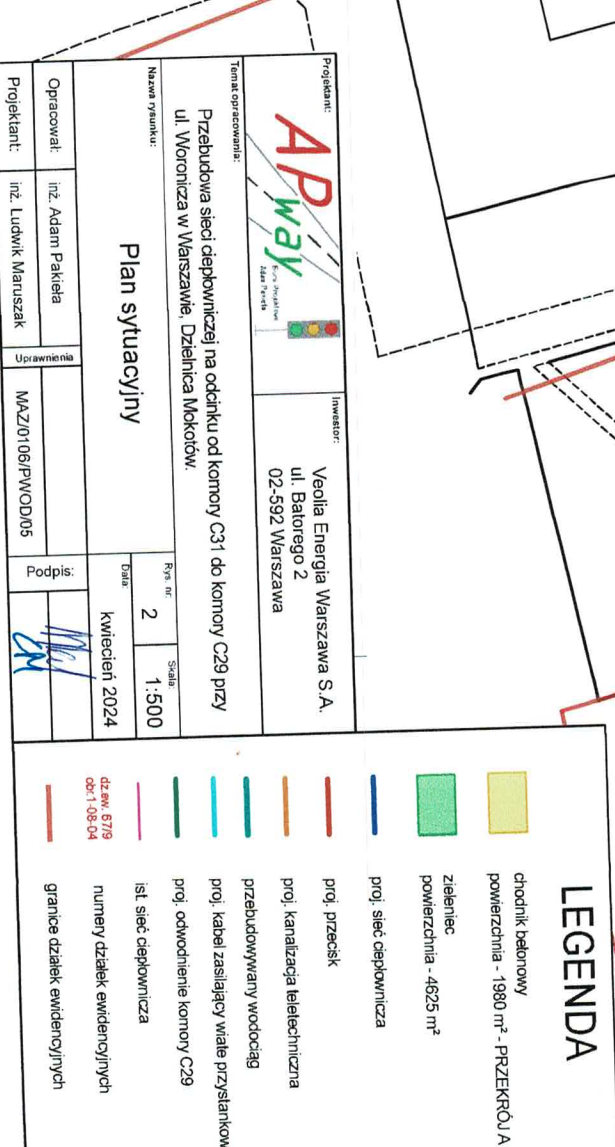 Projektant:
AP way
Biuro Projektowe
Adam Pakieła
Inwestor:
Veolia Energia Warszawa S.A.
ul. Batorego 2
02-592 Warszawa
Temat opracowania:
Przebudowa sieci ciepłowniczej na odcinku od komory C31 do komory C29 przy
ul. Woronicza w Warszawie, Dzielnica Mokotów.
Nazwa rysunku:
Plan sytuacyjny
Rys. nr:
2
Skala:
1:500
Data:
kwiecień 2024
Opracował:
inż. Adam Pakieła
Uprawnienia
Podpis:
Projektant:
inż. Ludwik Maruszak
MAZ/0106/PWOD/05
LEGENDA
chodnik betonowy
powierzchnia - 1980 m² - PRZEKRÓJ A
zieleniec
powierzchnia - 4625 m²
proj. sieć ciepłownicza
proj. przecisk
proj. kanalizacja teletechniczna
przebudowywany wodociąg
proj. kabel zasilający wiatę przystankow
proj. odwodnienie komory C29
ist. sieć ciepłownicza
dz.ew. 67/9
obr.1-08-04
numery działek ewidencyjnych
granice działek ewidencyjnych